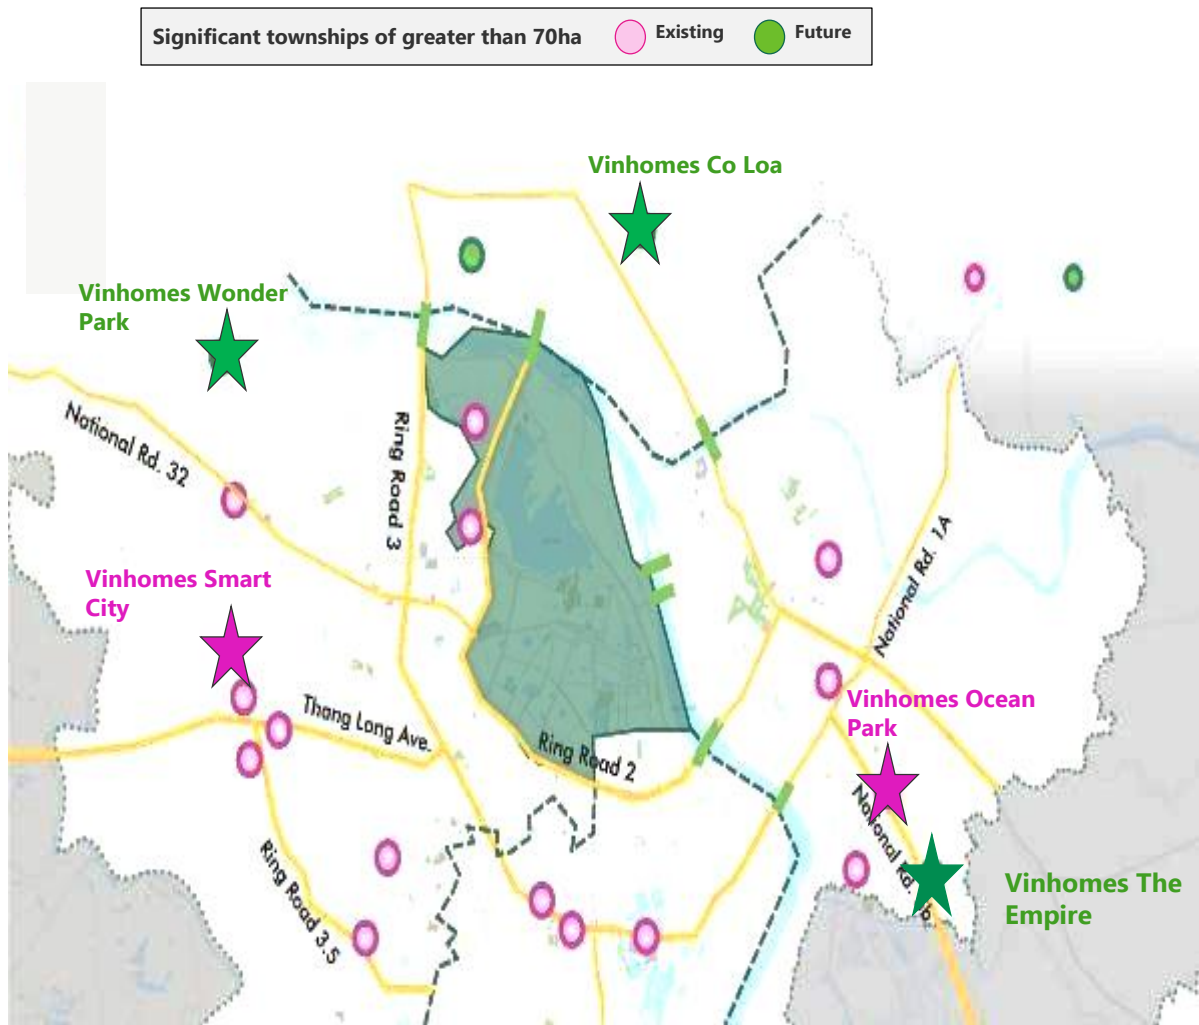 Significant townships of greater than 70ha
Existing
Future
Vinhomes Co Loa
Vinhomes Wonder
Park
National Rd. 32
Ring Road 3
National Rd. 1A
Vinhomes Smart
City
Thang Long Ave.
Ring Road 2
Vinhomes Ocean
Park
National Rd.
Ring Road 3.5
Vinhomes The
Empire